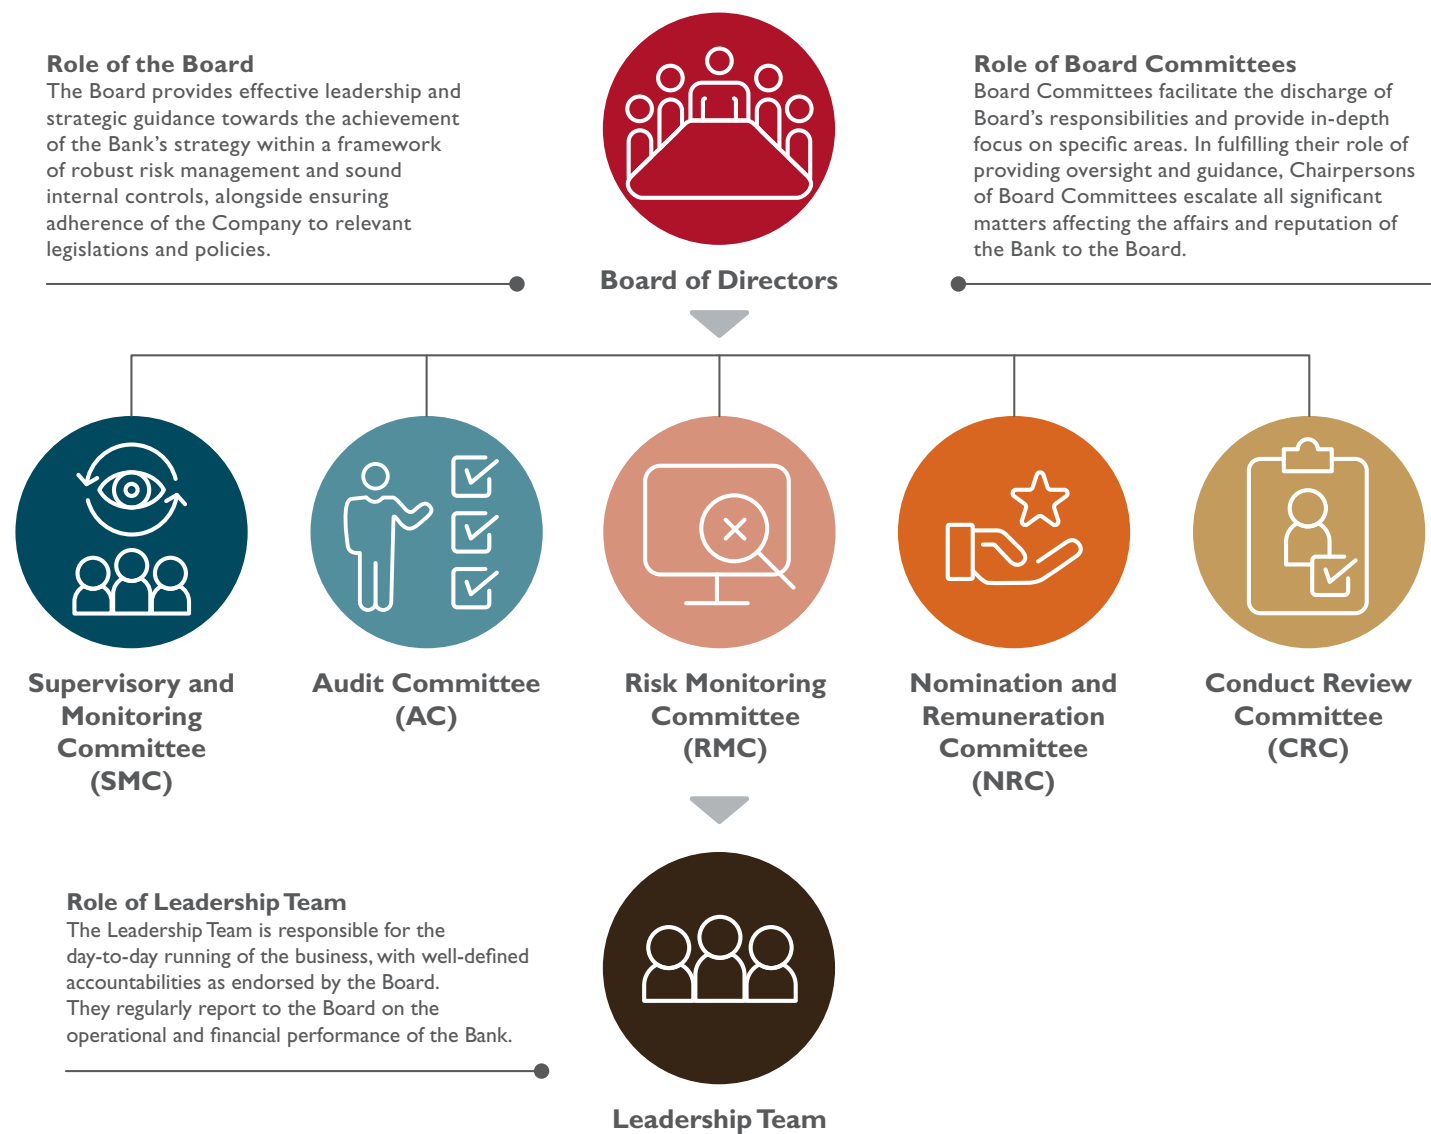 Role of the Board
The Board provides effective leadership and
strategic guidance towards the achievement
of the Bank's strategy within a framework
of robust risk management and sound
internal controls, alongside ensuring
adherence of the Company to relevant
legislations and policies.
Role of Board Committees
Board Committees facilitate the discharge of
Board's responsibilities and provide in-depth
focus on specific areas. In fulfilling their role of
providing oversight and guidance, Chairpersons
of Board Committees escalate all significant
matters affecting the affairs and reputation of
the Bank to the Board.
Board of Directors
Supervisory and
Monitoring
Committee
(SMC)
Audit Committee
(AC)
Risk Monitoring
Committee
(RMC)
Nomination and
Remuneration
Committee
(NRC)
Conduct Review
Committee
(CRC)
Role of Leadership Team
The Leadership Team is responsible for the
day-to-day running of the business, with well-defined
accountabilities as endorsed by the Board.
They regularly report to the Board on the
operational and financial performance of the Bank.
Leadership Team